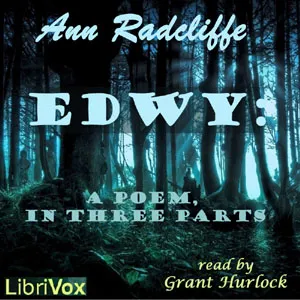 Ann Radcliffe
EDWY:
A POEM,
IN THREE PARTS
read by
Grant Hurlock
LibriVox